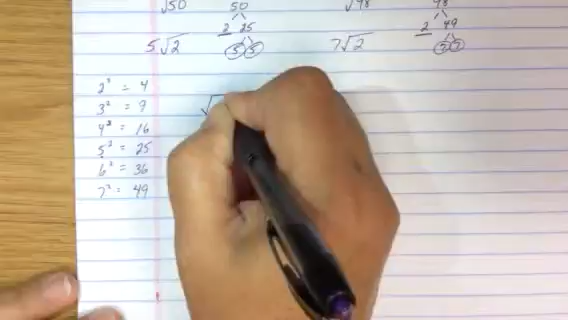 √50 50 √98 98
2 25 2 49
5√2 5 5 7√2 7 7
2² = 4
3² = 9
4² = 16
5² = 25
6² = 36
7² = 49
√